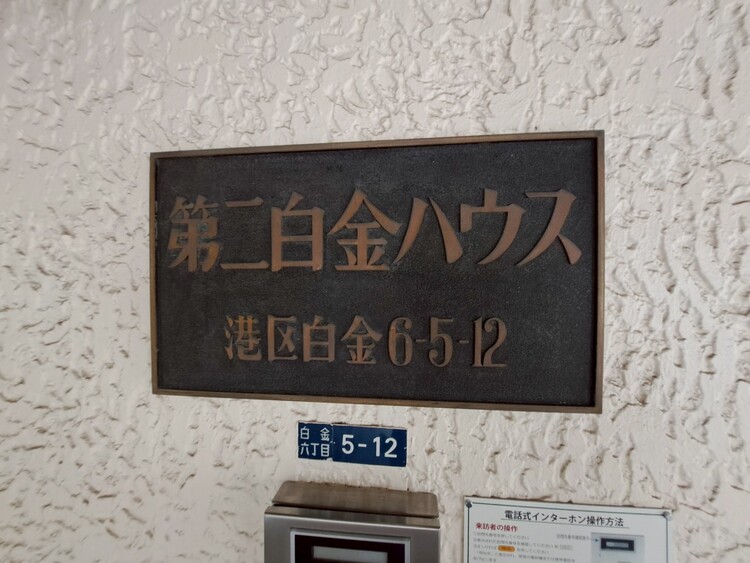 第二白金ハウス
港区白金6-5-12
白金
六丁目
5-12
電話式インターホン操作方法
来訪者の操作